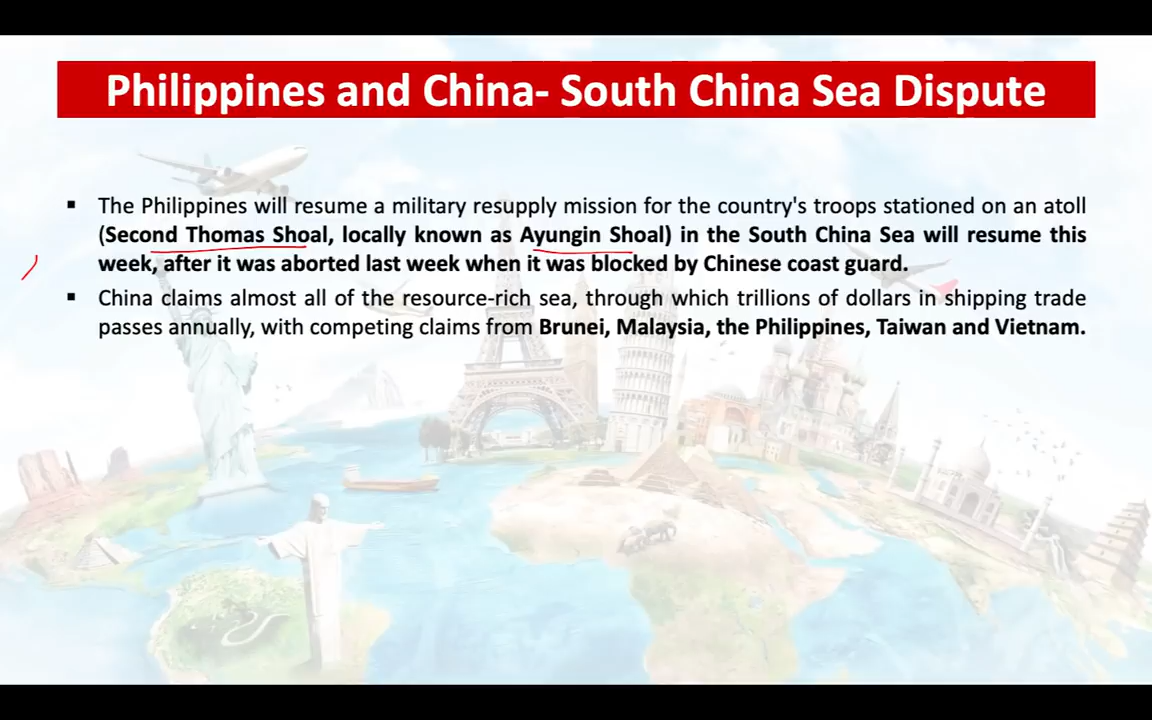 Philippines and China- South China Sea Dispute
▪ The Philippines will resume a military resupply mission for the country's troops stationed on an atoll
(Second Thomas Shoal, locally known as Ayungin Shoal) in the South China Sea will resume this
week, after it was aborted last week when it was blocked by Chinese coast guard.
▪ China claims almost all of the resource-rich sea, through which trillions of dollars in shipping trade
passes annually, with competing claims from Brunei, Malaysia, the Philippines, Taiwan and Vietnam.